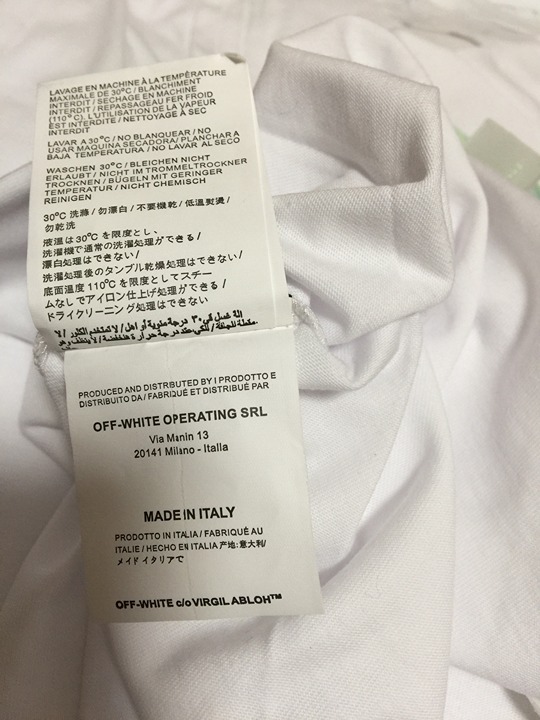 LAVAGE EN MACHINE À LA TEMPÉRATURE
MAXIMALE DE 30°C / BLANCHIMENT
INTERDIT / SECHAGE EN MACHINE
INTERDIT / REPASSAGEAU FER FROID
(110°C). L'UTILISATION DE LA VAPEUR
EST INTERDITE / NETTOYAGE À SEC
INTERDIT
LAVAR A 30°C / NO BLANQUEAR / NO
USAR MAQUINA SECADORA/ PLANCHAR A
BAJA TEMPERATURA / NO LAVAR AL SECO
WASCHEN 30°C / BLEICHEN NICHT
ERLAUBT / NICHT IM TROMMELTROCKNER
TROCKNEN / BÜGELN MIT GERINGER
TEMPERATUR / NICHT CHEMISCH
REINIGEN
30°C 洗滌 / 勿漂白 / 不要機乾 / 低溫熨燙 /
勿乾洗
液温は30°C を限度とし、
洗濯機で通常の洗濯処理ができる /
漂白処理はできない /
洗濯処理後のタンブル乾燥処理はできない /
底面温度110°Cを限度としてスチー
ムなしでアイロン仕上げ処理ができる /
ドライクリーニング処理はできない
PRODUCED AND DISTRIBUTED BY I PRODOTTO E
DISTRIBUITO DA / FABRIQUÉ ET DISTRIBUÉ PAR
OFF-WHITE OPERATING SRL
Via Manin 13
20141 Milano - Italia
MADE IN ITALY
PRODOTTO IN ITALIA / FABRIQUÉ AU
ITALIE / HECHO EN ITALIA 产地:意大利/
メイド イタリアで
OFF-WHITE c/o VIRGIL ABLOH™